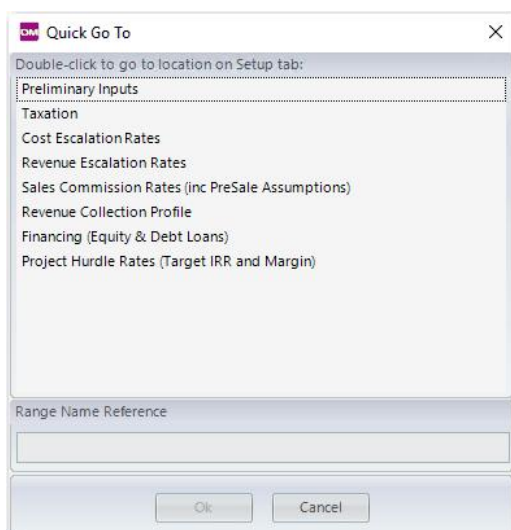 DM Quick Go To
Double-click to go to location on Setup tab:
Preliminary Inputs
Taxation
Cost Escalation Rates
Revenue Escalation Rates
Sales Commission Rates (inc PreSale Assumptions)
Revenue Collection Profile
Financing (Equity & Debt Loans)
Project Hurdle Rates (Target IRR and Margin)
Range Name Reference
Ok Cancel